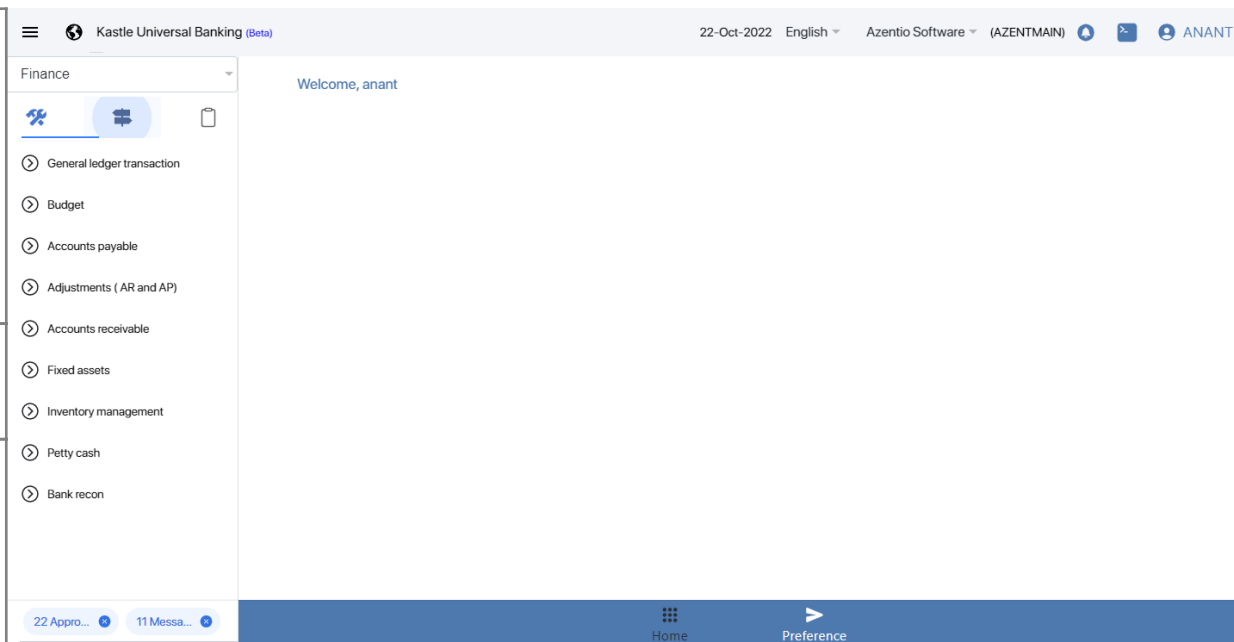 Kastle Universal Banking (Beta) 22-Oct-2022 English Azentio Software (AZENTMAIN) ANANT
Finance
Welcome, anant
General ledger transaction
Budget
Accounts payable
Adjustments ( AR and AP)
Accounts receivable
Fixed assets
Inventory management
Petty cash
Bank recon
22 Appro... 11 Messa...
Home Preference